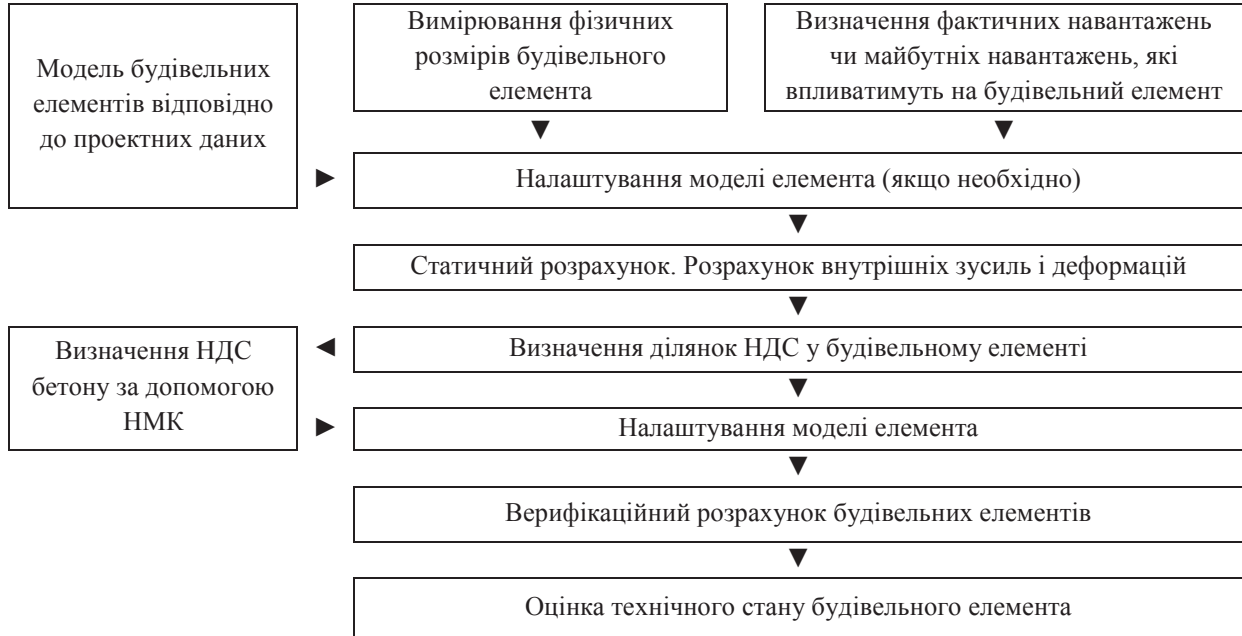 Модель будівельних
елементів відповідно
до проектних даних
Вимірювання фізичних
розмірів будівельного
елемента
Визначення фактичних навантажень
чи майбутніх навантажень, які
впливатимуть на будівельний елемент
Налаштування моделі елемента (якщо необхідно)
Статичний розрахунок. Розрахунок внутрішніх зусиль і деформацій
Визначення НДС
бетону за допомогою
НМК
Визначення ділянок НДС у будівельному елементі
Налаштування моделі елемента
Верифікаційний розрахунок будівельних елементів
Оцінка технічного стану будівельного елемента